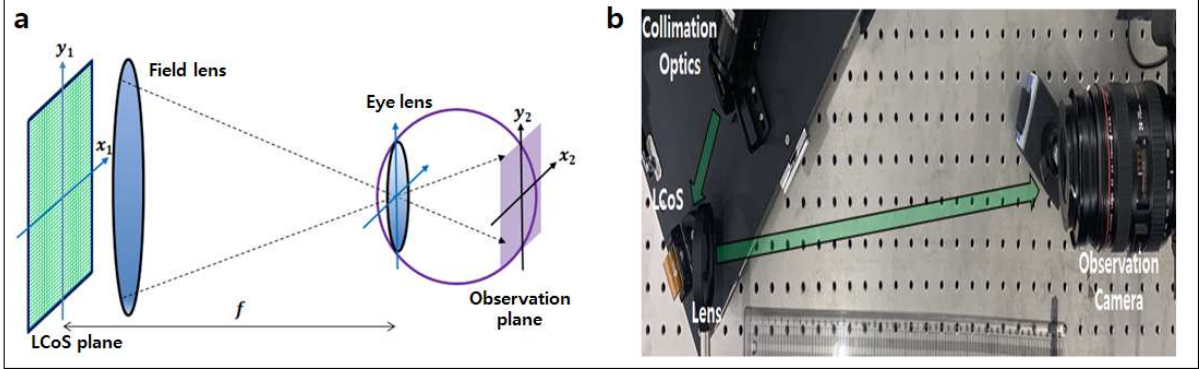 a
y₁
Field lens
x₁
Eye lens
y₂
x₂
f
LCoS plane
Observation
plane
b
Collimation
Optics
LCoS
Lens
Observation
Camera